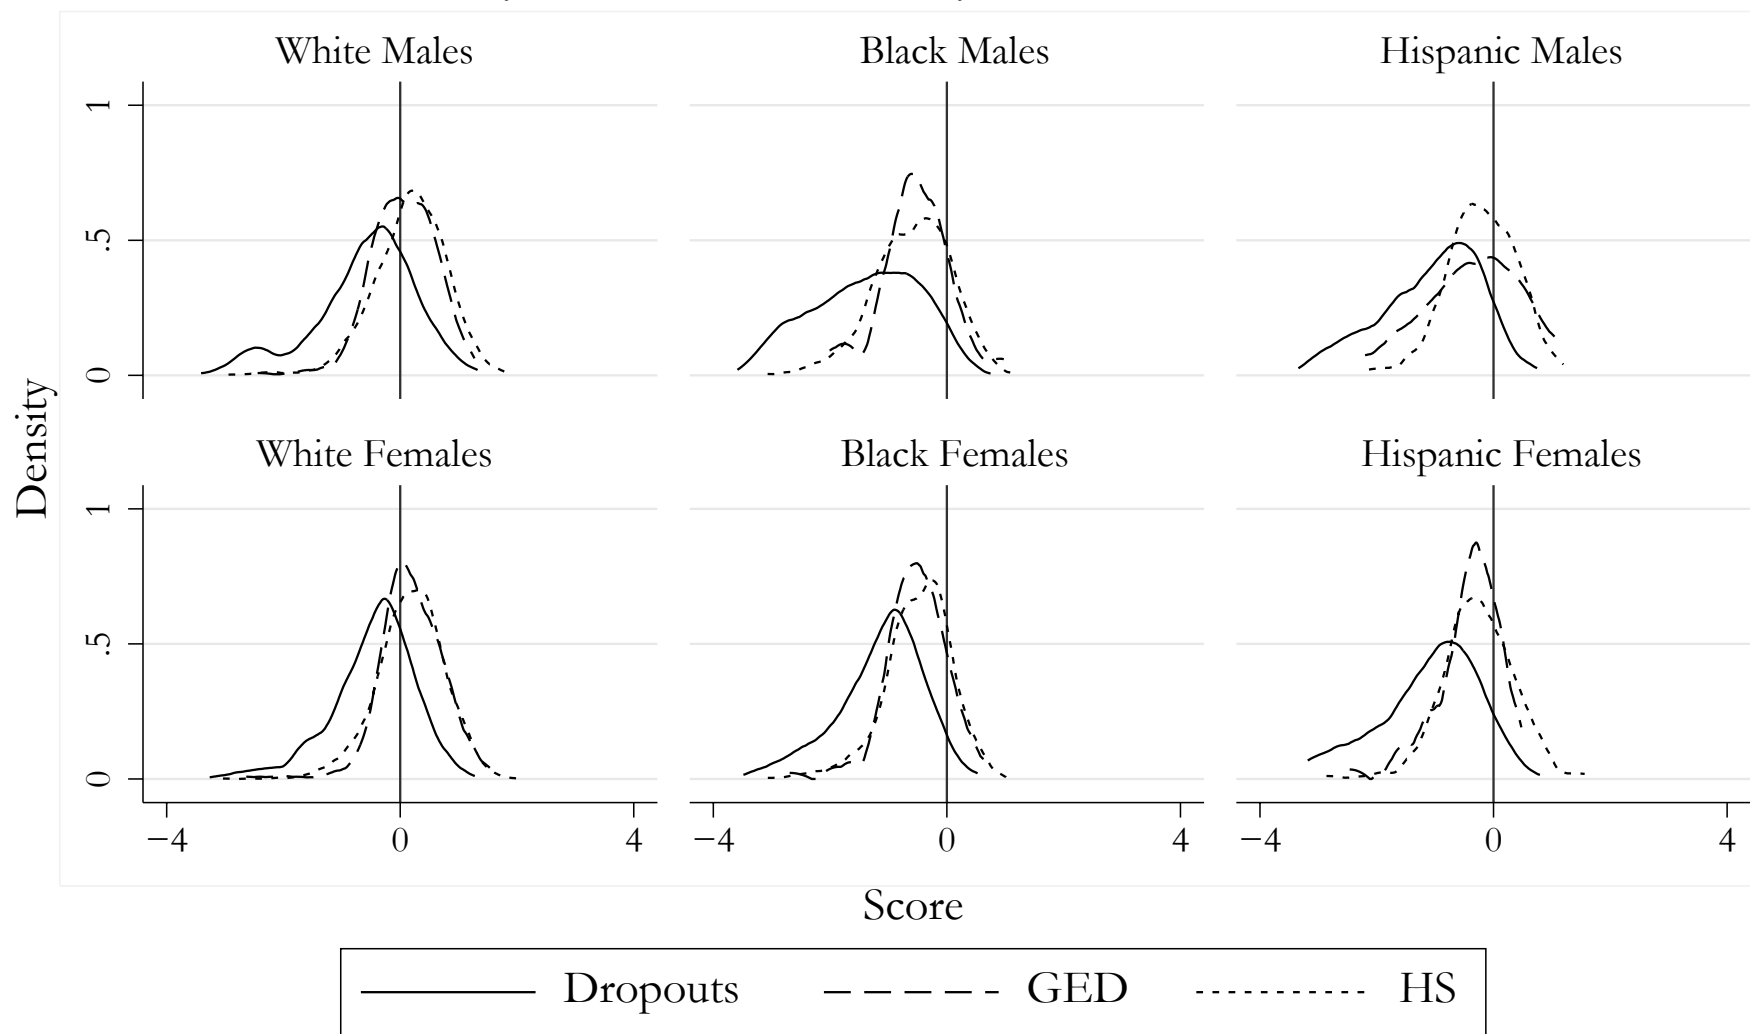 White Males
Black Males
Hispanic Males
1
.5
0
White Females
Black Females
Hispanic Females
1
.5
0
Density
−4
0
4
−4
0
4
−4
0
4
Score
Dropouts
GED
HS